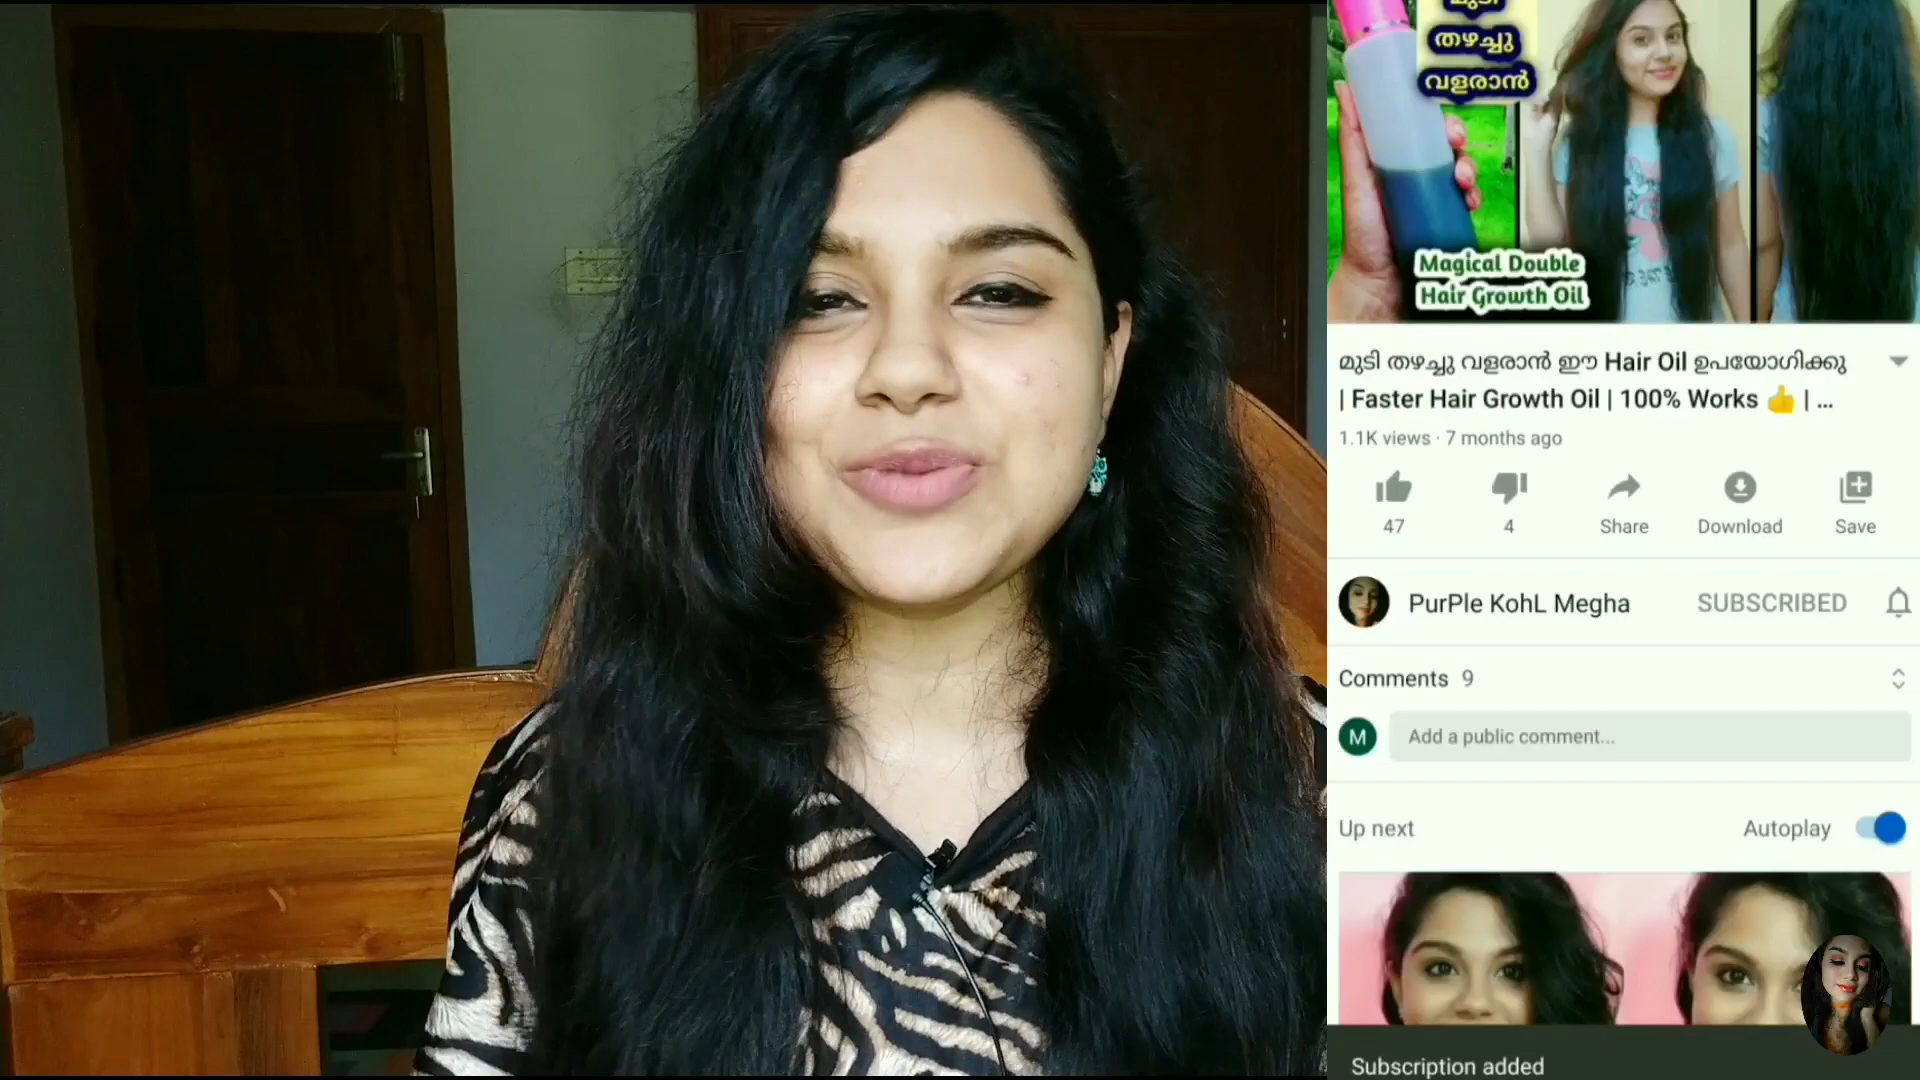 മുടി
തഴച്ചു
വളരാൻ
Magical Double
Hair Growth Oil
മുടി തഴച്ചു വളരാൻ ഈ Hair Oil ഉപയോഗിക്കു
| Faster Hair Growth Oil | 100% Works 👍 | ...
1.1K views · 7 months ago
47
4
Share
Download
Save
PurPle KohL Megha
SUBSCRIBED
Comments 9
M
Add a public comment...
Up next
Autoplay
Subscription added